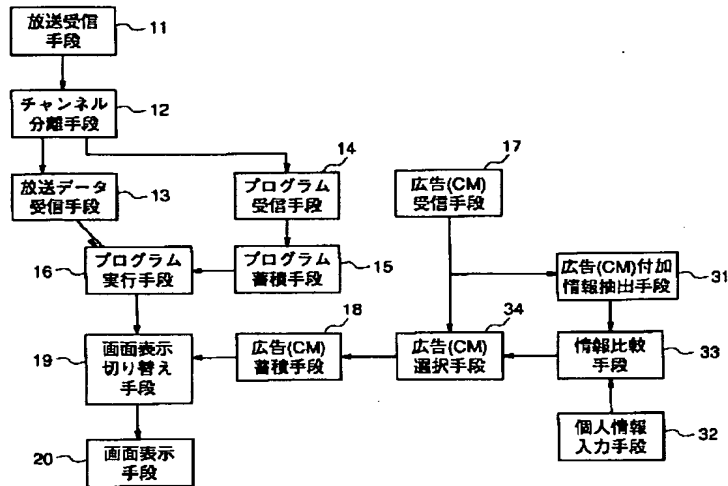 放送受信
手段
11
チャンネル
分離手段
12
放送データ
受信手段
13
プログラム
受信手段
14
広告(CM)
受信手段
17
プログラム
実行手段
16
プログラム
蓄積手段
15
広告(CM)付加
情報抽出手段
31
画面表示
切り替え
手段
19
広告(CM)
蓄積手段
18
広告(CM)
選択手段
34
情報比較
手段
33
画面表示
手段
20
個人情報
入力手段
32